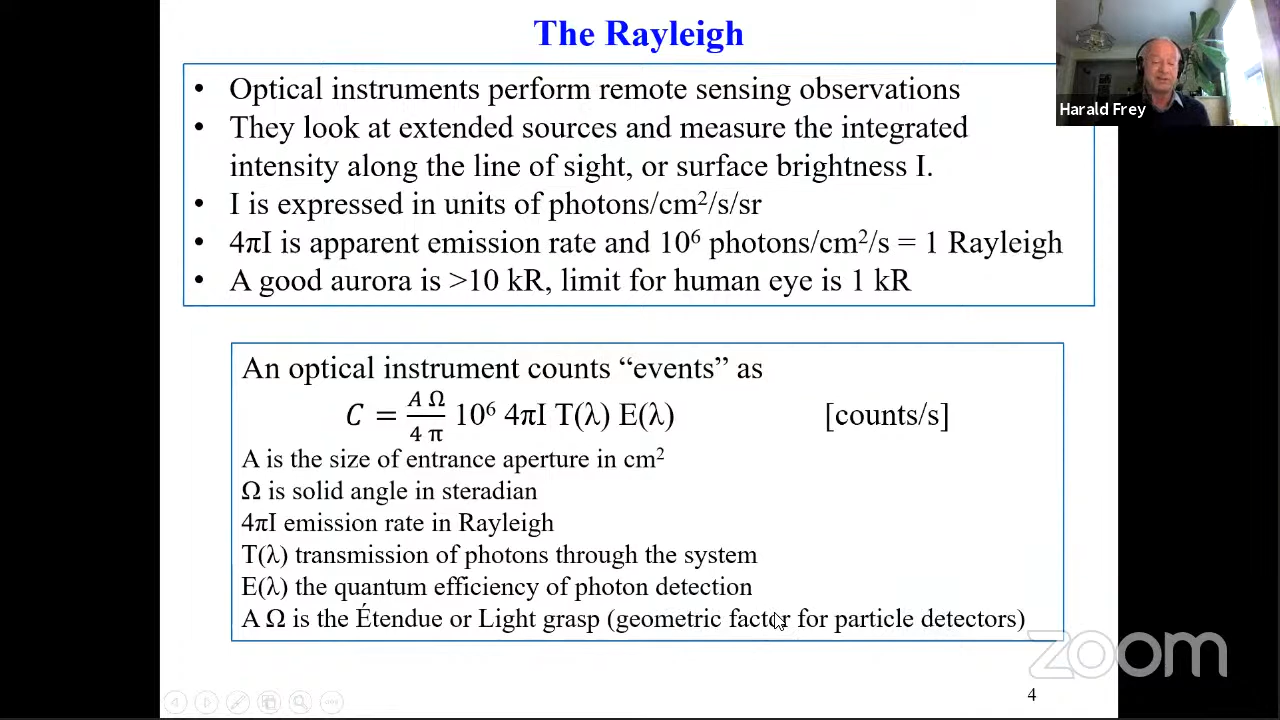 The Rayleigh
Harald Frey
• Optical instruments perform remote sensing observations
• They look at extended sources and measure the integrated
intensity along the line of sight, or surface brightness I.
• I is expressed in units of photons/cm²/s/sr
• 4πI is apparent emission rate and 10⁶ photons/cm²/s = 1 Rayleigh
• A good aurora is >10 kR, limit for human eye is 1 kR
An optical instrument counts “events” as
C = A Ω / 4 π 10⁶ 4πI T(λ) E(λ) [counts/s]
A is the size of entrance aperture in cm²
Ω is solid angle in steradian
4πI emission rate in Rayleigh
T(λ) transmission of photons through the system
E(λ) the quantum efficiency of photon detection
A Ω is the Étendue or Light grasp (geometric factor for particle detectors)
zoom
4